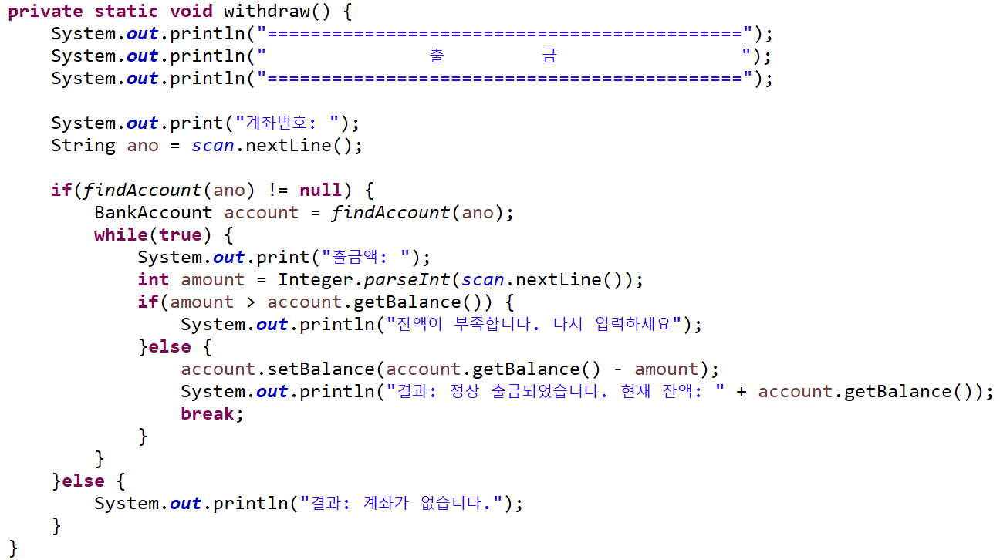 private static void withdraw() {
    System.out.println("============================================");
    System.out.println("               출         금                 ");
    System.out.println("============================================");

    System.out.print("계좌번호: ");
    String ano = scan.nextLine();

    if(findAccount(ano) != null) {
        BankAccount account = findAccount(ano);
        while(true) {
            System.out.print("출금액: ");
            int amount = Integer.parseInt(scan.nextLine());
            if(amount > account.getBalance()) {
                System.out.println("잔액이 부족합니다. 다시 입력하세요");
            }else {
                account.setBalance(account.getBalance() - amount);
                System.out.println("결과: 정상 출금되었습니다. 현재 잔액: " + account.getBalance());
                break;
            }
        }
    }else {
        System.out.println("결과: 계좌가 없습니다.");
    }
}